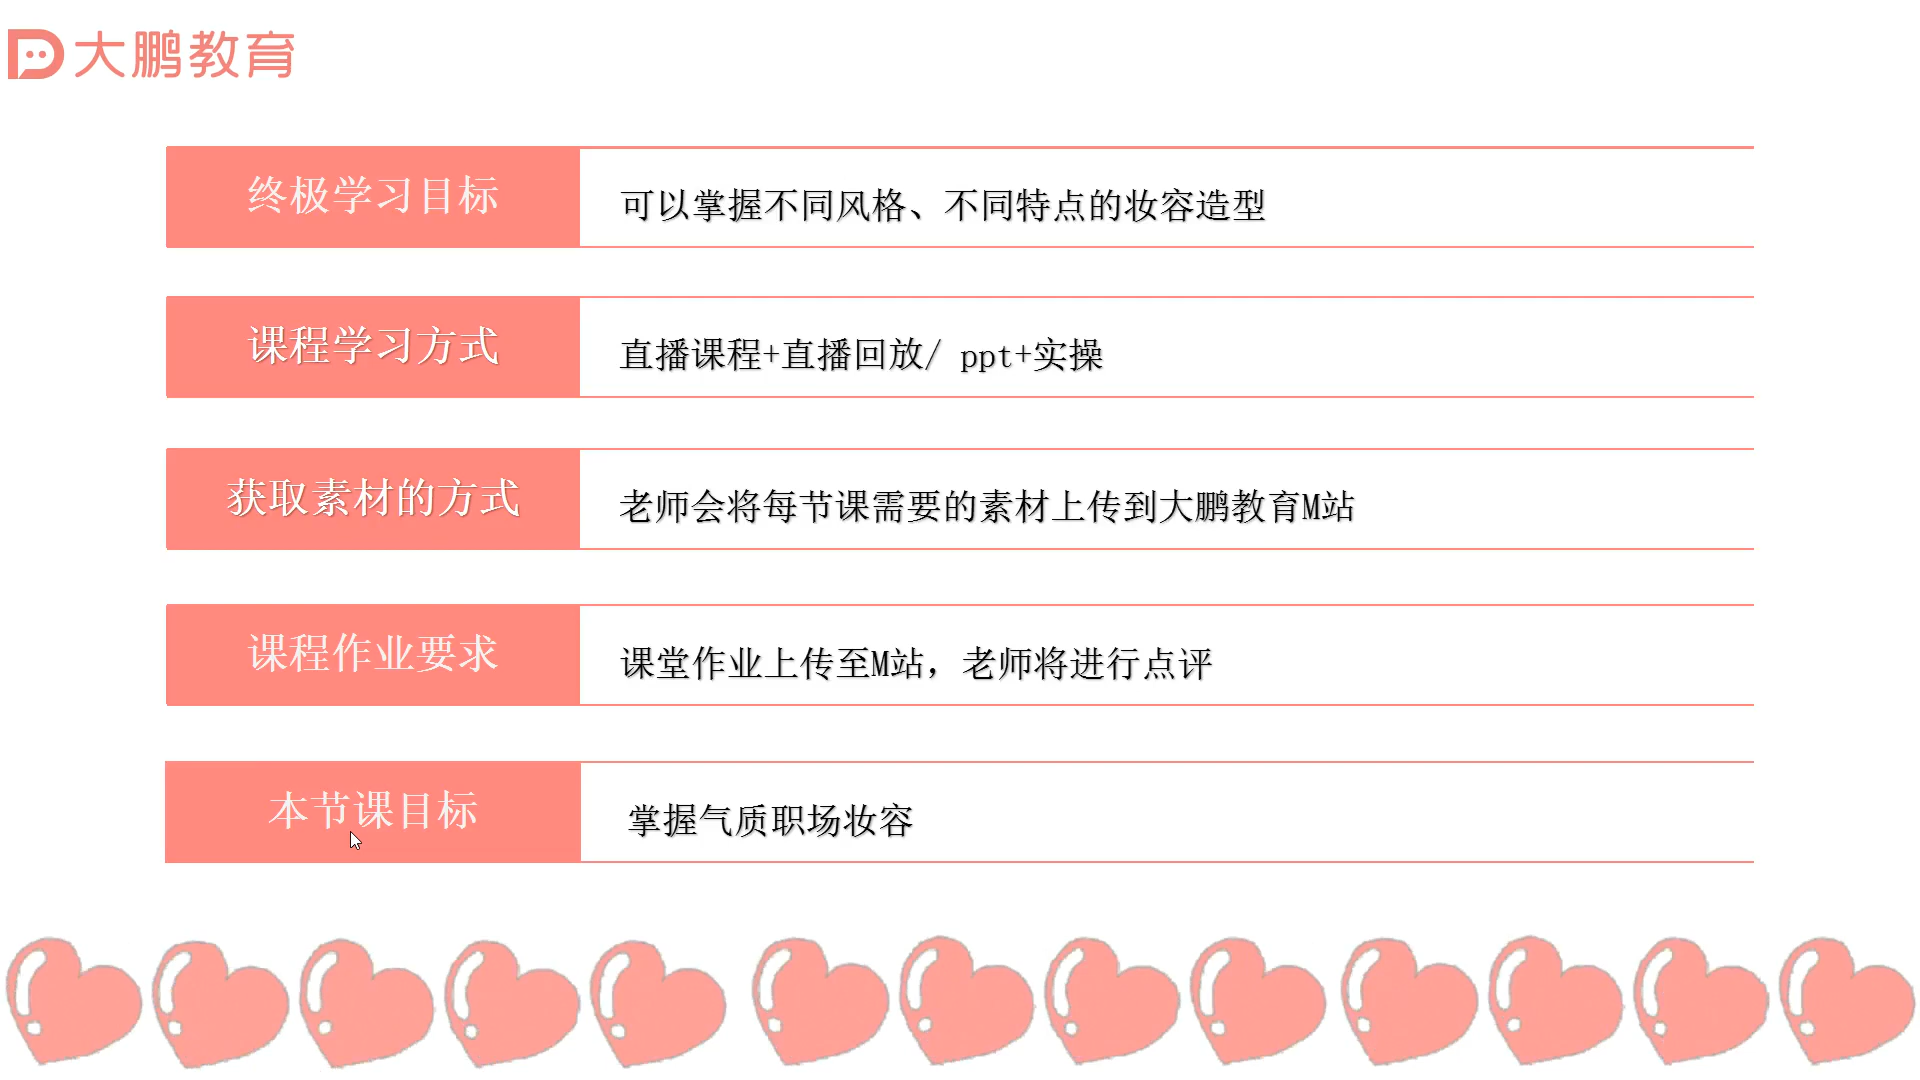 大鹏教育
终极学习目标
可以掌握不同风格、不同特点的妆容造型
课程学习方式
直播课程+直播回放/ ppt+实操
获取素材的方式
老师会将每节课需要的素材上传到大鹏教育M站
课程作业要求
课堂作业上传至M站，老师将进行点评
本节课目标
掌握气质职场妆容